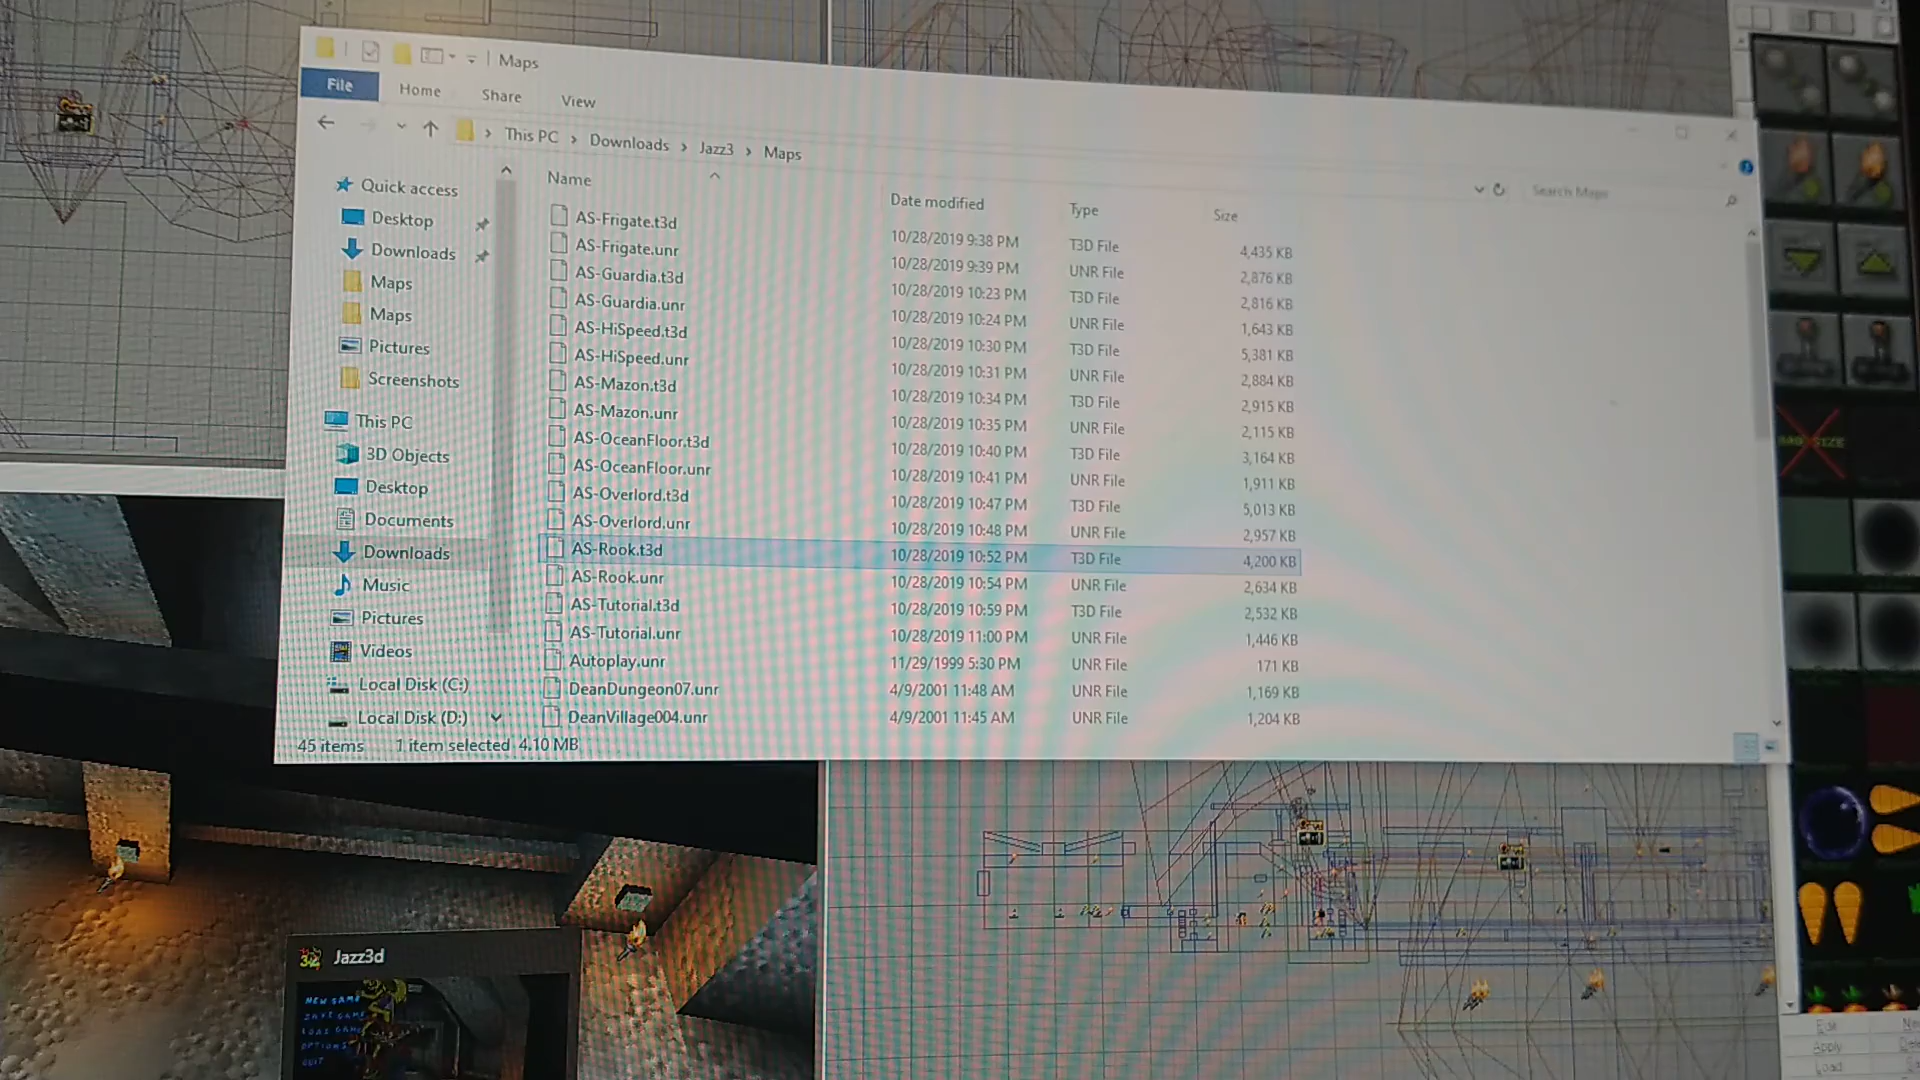 Maps
File Home Share View
This PC › Downloads › Jazz3 › Maps
Search Maps
Name Date modified Type Size
Quick access
Desktop
Downloads
Maps
Maps
Pictures
Screenshots
This PC
3D Objects
Desktop
Documents
Downloads
Music
Pictures
Videos
Local Disk (C:)
Local Disk (D:)
AS-Frigate.t3d 10/28/2019 9:38 PM T3D File 4,435 KB
AS-Frigate.unr 10/28/2019 9:39 PM UNR File 2,876 KB
AS-Guardia.t3d 10/28/2019 10:23 PM T3D File 2,816 KB
AS-Guardia.unr 10/28/2019 10:24 PM UNR File 1,643 KB
AS-HiSpeed.t3d 10/28/2019 10:30 PM T3D File 5,381 KB
AS-HiSpeed.unr 10/28/2019 10:31 PM UNR File 2,884 KB
AS-Mazon.t3d 10/28/2019 10:34 PM T3D File 2,915 KB
AS-Mazon.unr 10/28/2019 10:35 PM UNR File 2,115 KB
AS-OceanFloor.t3d 10/28/2019 10:40 PM T3D File 3,164 KB
AS-OceanFloor.unr 10/28/2019 10:41 PM UNR File 1,911 KB
AS-Overlord.t3d 10/28/2019 10:47 PM T3D File 5,013 KB
AS-Overlord.unr 10/28/2019 10:48 PM UNR File 2,957 KB
AS-Rook.t3d 10/28/2019 10:52 PM T3D File 4,200 KB
AS-Rook.unr 10/28/2019 10:54 PM UNR File 2,634 KB
AS-Tutorial.t3d 10/28/2019 10:59 PM T3D File 2,532 KB
AS-Tutorial.unr 10/28/2019 11:00 PM UNR File 1,446 KB
Autoplay.unr 11/29/1999 5:30 PM UNR File 171 KB
DeanDungeon07.unr 4/9/2001 11:48 AM UNR File 1,169 KB
DeanVillage004.unr 4/9/2001 11:45 AM UNR File 1,204 KB
45 items 1 item selected 4.10 MB
Jazz3d
NEW GAME
SAVE GAME
LOAD GAME
OPTIONS
QUIT
Apply
Load